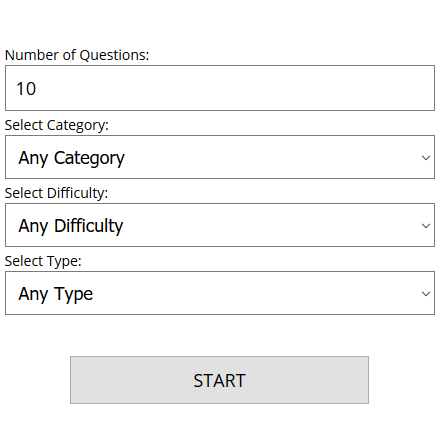 Number of Questions:
10
Select Category:
Any Category
Select Difficulty:
Any Difficulty
Select Type:
Any Type
START